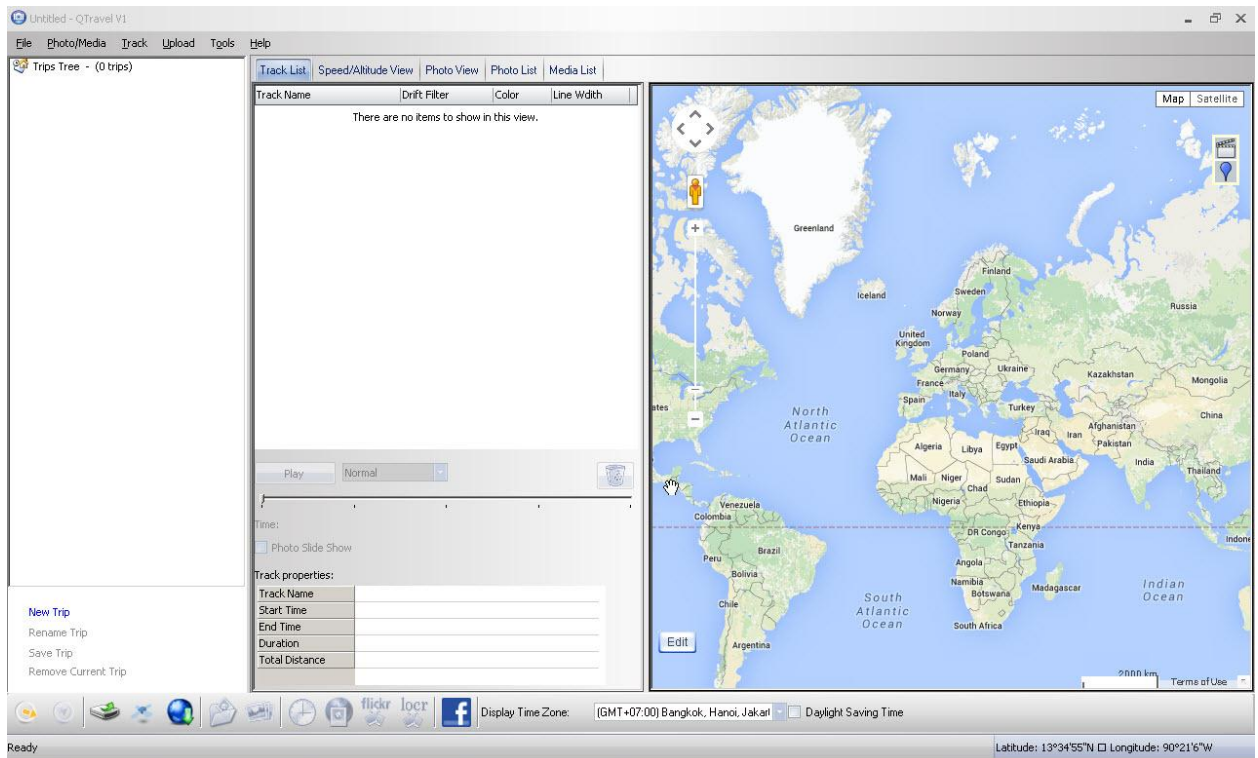 Untitled - QTravel V1
File Photo/Media Track Upload Tools Help
Trips Tree - (0 trips)
Track List Speed/Altitude View Photo View Photo List Media List
Track Name Drift Filter Color Line Wdith
There are no items to show in this view.
Play Normal
Time:
Photo Slide Show
Track properties:
Track Name
Start Time
End Time
Duration
Total Distance
New Trip
Rename Trip
Save Trip
Remove Current Trip
Map Satellite
Greenland
Finland
Iceland
Sweden
Russia
Norway
United
Kingdom
Poland
Germany Ukraine
Kazakhstan
Mongolia
France
Italy
Spain
Turkey
ates
North
Atlantic
Ocean
China
Afghanistan
Iraq Iran
Pakistan
Algeria Libya Egypt
Saudi Arabia
India
Thailand
Mali Niger Sudan
Chad
Nigeria Ethiopia
Venezuela
Colombia
Kenya
DR Congo
Indone
Tanzania
Peru Brazil
Angola
Bolivia
Namibia
Botswana
Madagascar
Indian
Ocean
Chile
South
Atlantic
Ocean
South Africa
Edit
Argentina
2000 km
Terms of Use
flickr locr
f
Display Time Zone: (GMT+07:00) Bangkok, Hanoi, Jakart Daylight Saving Time
Ready
Latitude: 13°34'55"N □ Longitude: 90°21'6"W